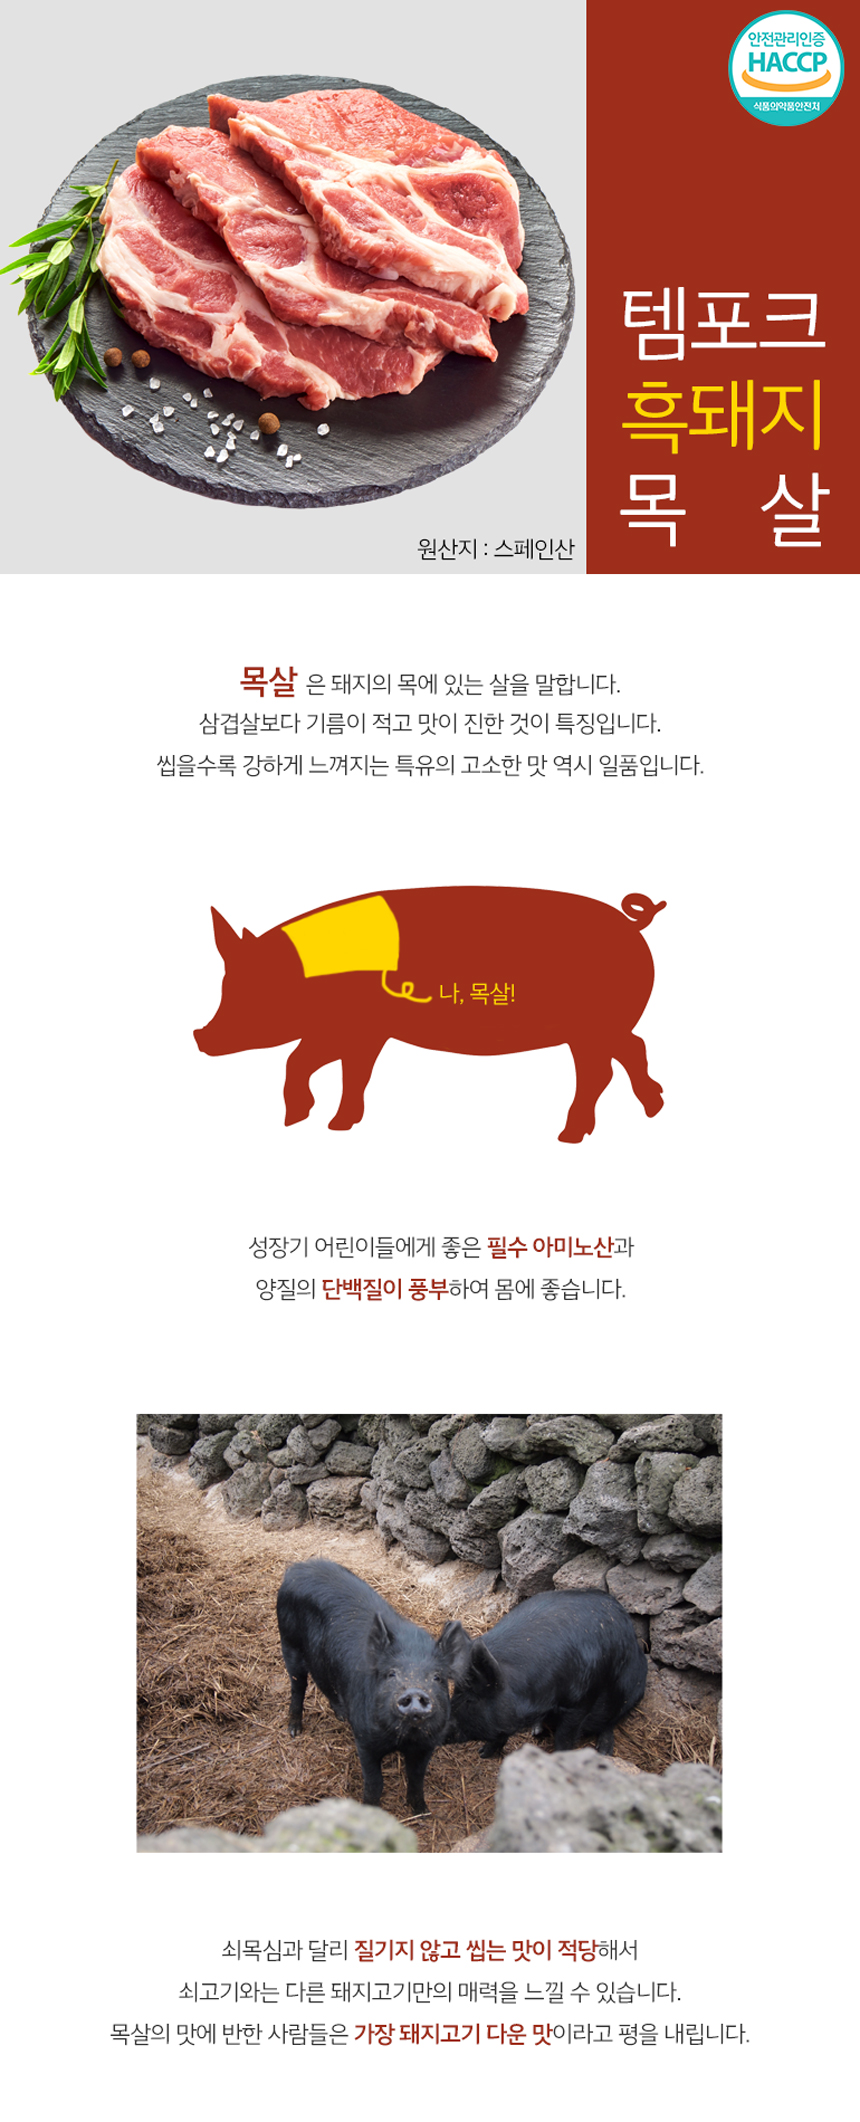 안전관리인증
HACCP
식품의약품안전처
템포크
흑돼지
목 살
원산지 : 스페인산
목살 은 돼지의 목에 있는 살을 말합니다.
삼겹살보다 기름이 적고 맛이 진한 것이 특징입니다.
씹을수록 강하게 느껴지는 특유의 고소한 맛 역시 일품입니다.
나, 목살!
성장기 어린이들에게 좋은 필수 아미노산과
양질의 단백질이 풍부하여 몸에 좋습니다.
쇠목심과 달리 질기지 않고 씹는 맛이 적당해서
쇠고기와는 다른 돼지고기만의 매력을 느낄 수 있습니다.
목살의 맛에 반한 사람들은 가장 돼지고기 다운 맛이라고 평을 내립니다.